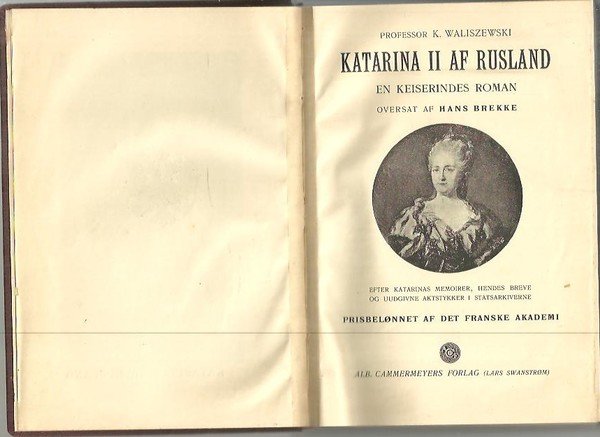 PROFESSOR K. WALISZEWSKI
KATARINA II AF RUSLAND
EN KEISERINDES ROMAN
OVERSAT AF HANS BREKKE
EFTER KATARINAS MEMOIRER, HENDES BREVE
OG UUDGIVNE AKTSTYKKER I STATSARKIVERNE
PRISBELØNNET AF DET FRANSKE AKADEMI
ALB. CAMMERMEYERS FORLAG (LARS SWANSTRØM)